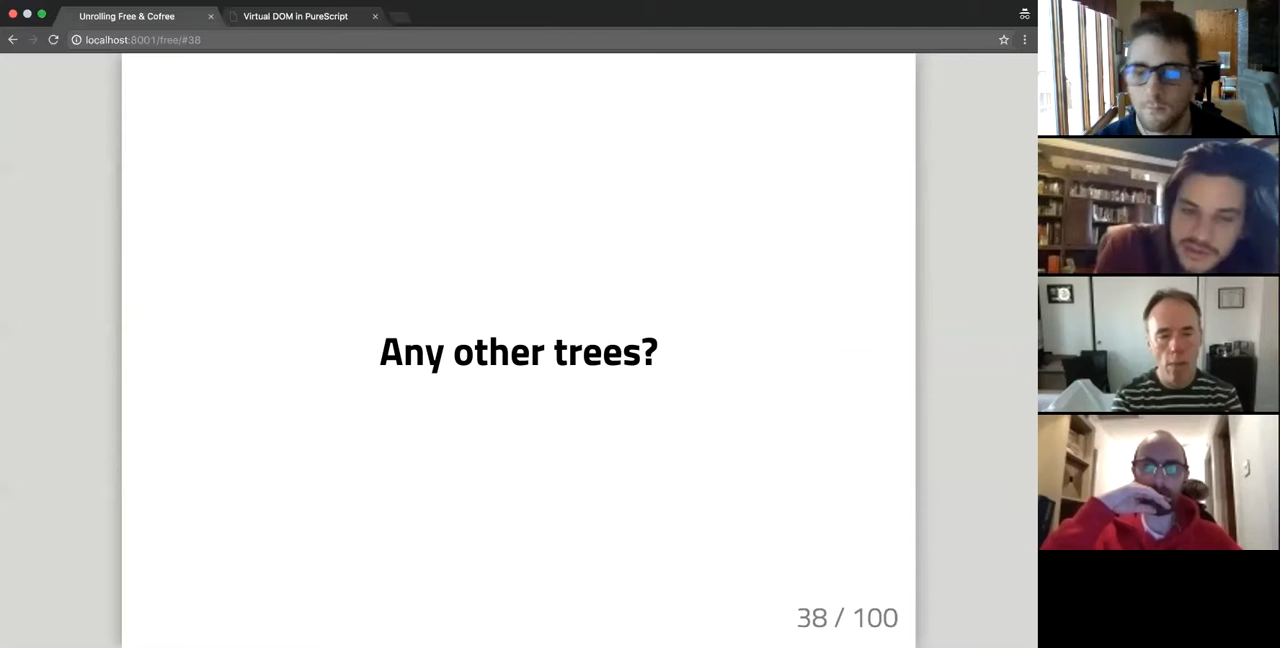 Unrolling Free & Cofree
Virtual DOM in PureScript
localhost:8001/free/#38
Any other trees?
38 / 100